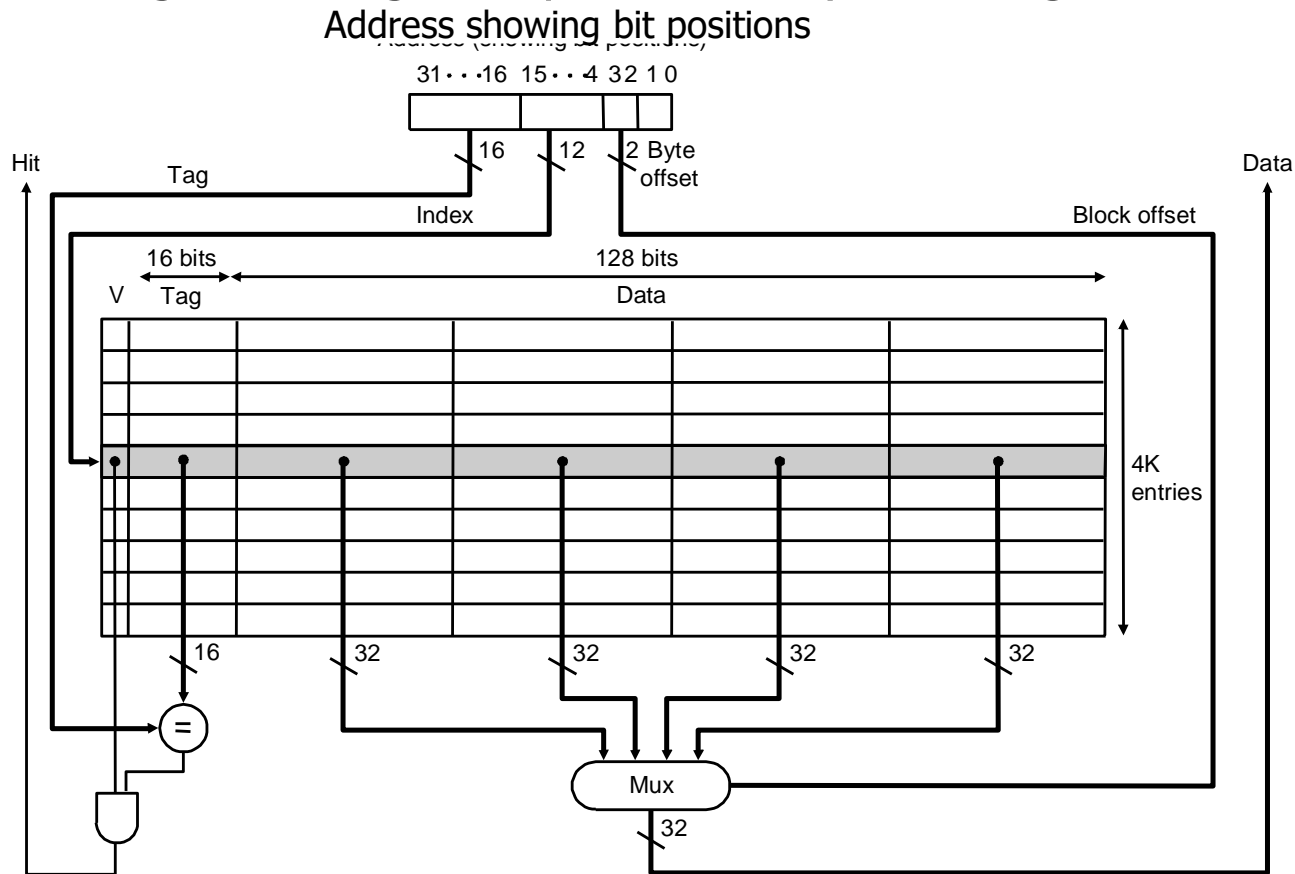 Address showing bit positions
31 · · · 16 15 · · · 4 3 2 1 0
16 12 2 Byte offset
Hit
Data
Tag
Index
Block offset
16 bits
128 bits
V
Tag
Data
4K
entries
16 32 32 32 32
=
Mux
32